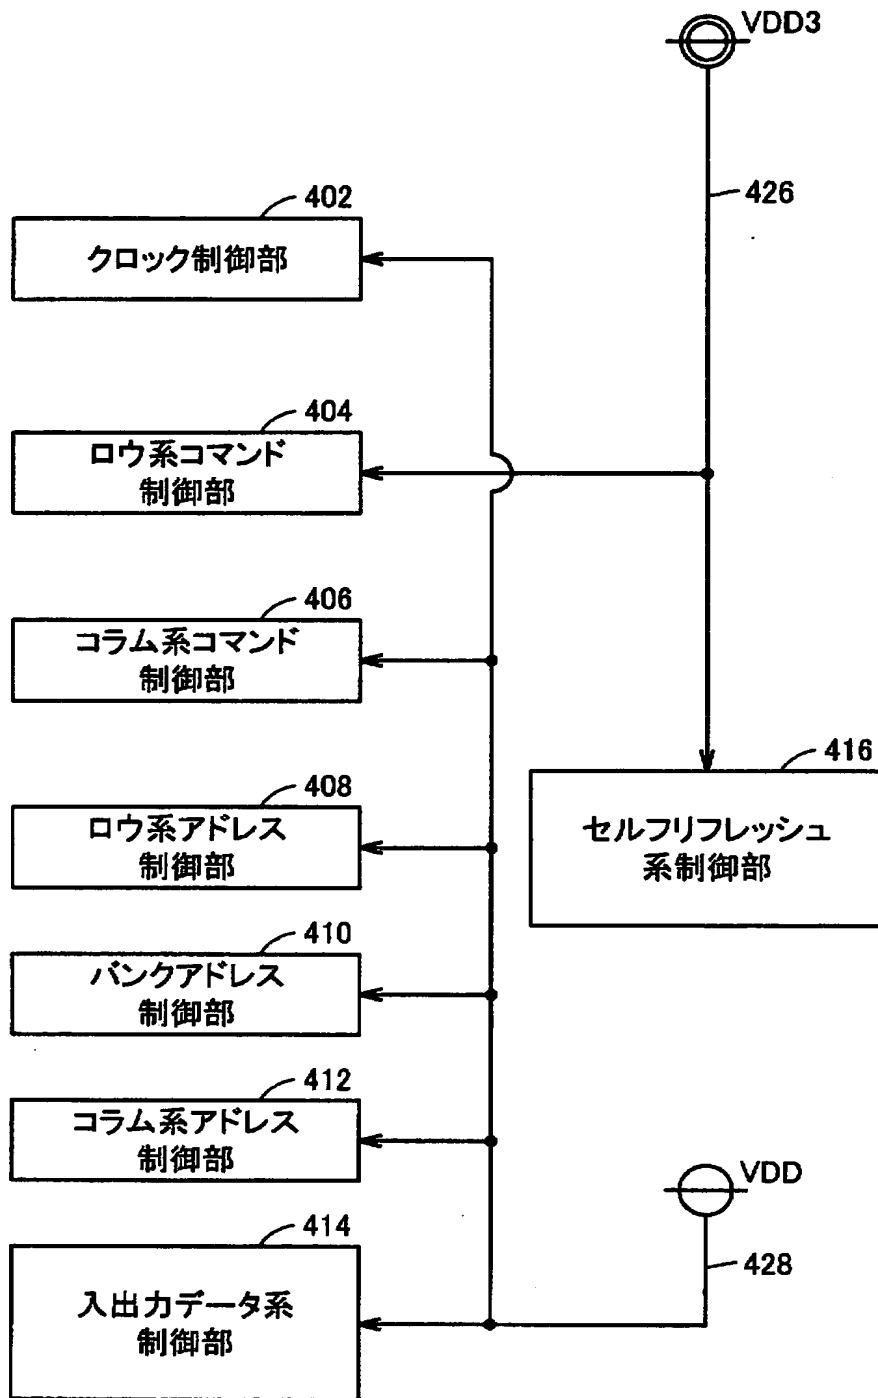 VDD3
426
402
クロック制御部
404
ロウ系コマンド
制御部
406
コラム系コマンド
制御部
416
セルフリフレッシュ
系制御部
408
ロウ系アドレス
制御部
410
バンクアドレス
制御部
412
コラム系アドレス
制御部
VDD
428
414
入出力データ系
制御部